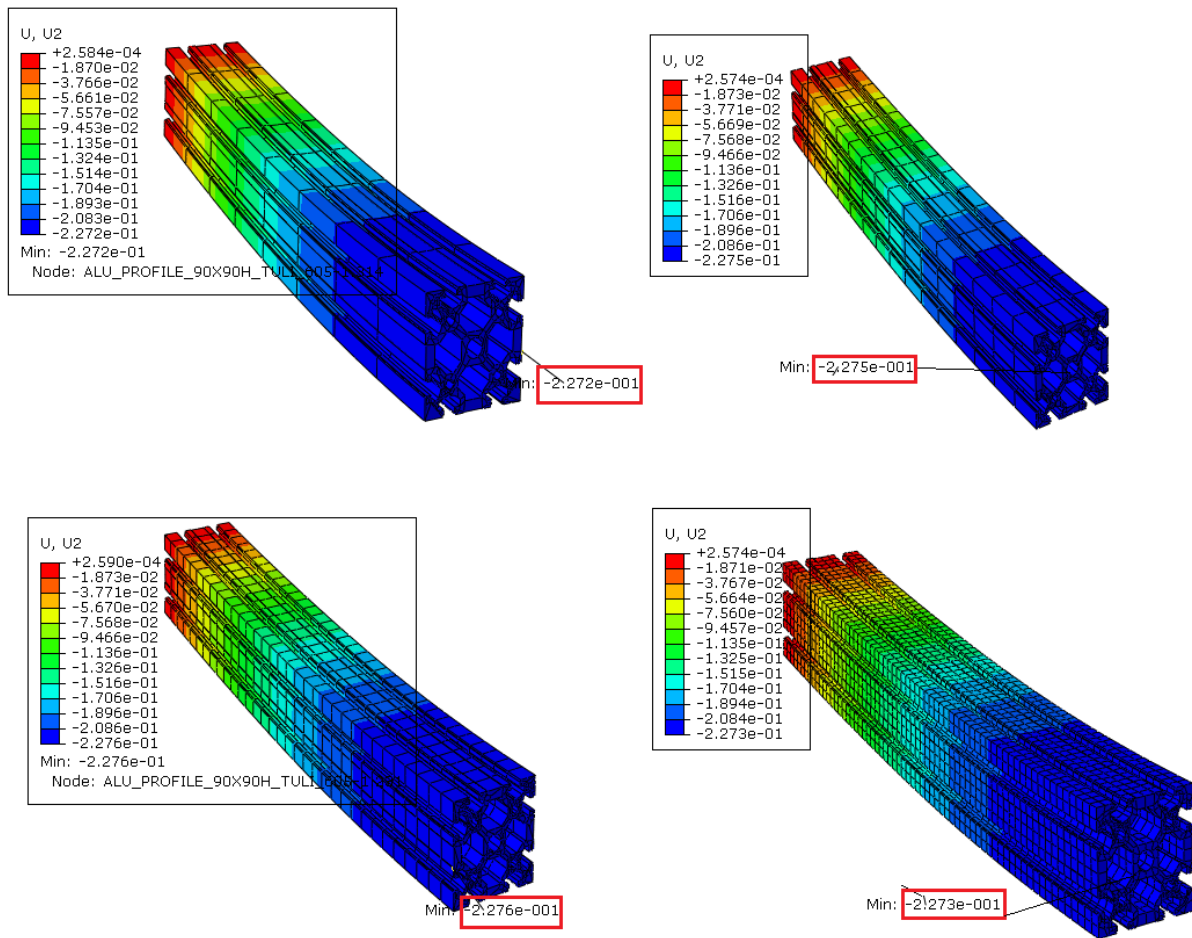 U, U2
+2.584e-04
-1.870e-02
-3.766e-02
-5.661e-02
-7.557e-02
-9.453e-02
-1.135e-01
-1.324e-01
-1.514e-01
-1.704e-01
-1.893e-01
-2.083e-01
-2.272e-01
Min: -2.272e-01
Node: ALU_PROFILE_90X90H_TULI
Min: -2.272e-001
U, U2
+2.574e-04
-1.873e-02
-3.771e-02
-5.669e-02
-7.568e-02
-9.466e-02
-1.136e-01
-1.326e-01
-1.516e-01
-1.706e-01
-1.896e-01
-2.086e-01
-2.275e-01
Min: -2.275e-001
U, U2
+2.590e-04
-1.873e-02
-3.771e-02
-5.670e-02
-7.568e-02
-9.466e-02
-1.136e-01
-1.326e-01
-1.516e-01
-1.706e-01
-1.896e-01
-2.086e-01
-2.276e-01
Min: -2.276e-01
Node: ALU_PROFILE_90X90H_TULI
Min: -2.276e-001
U, U2
+2.574e-04
-1.871e-02
-3.767e-02
-5.664e-02
-7.560e-02
-9.457e-02
-1.135e-01
-1.325e-01
-1.515e-01
-1.704e-01
-1.894e-01
-2.084e-01
-2.273e-01
Min: -2.273e-001